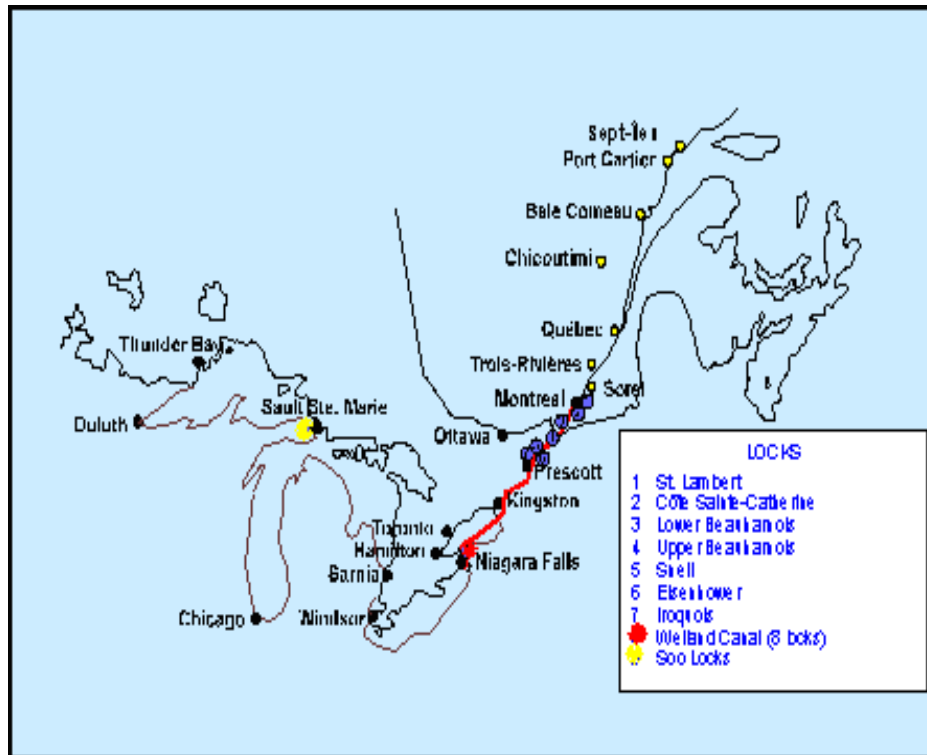 Sept-Îles
Port Cartier
Baie Comeau
Chicoutimi
Québec
Thunder Bay
Trois-Rivières
Sorel
Montreal
Sault Ste. Marie
Duluth
Ottawa
Prescott
Kingston
Toronto
Hamilton
Niagara Falls
Sarnia
Chicago
Windsor
LOCKS
1 St. Lambert
2 Côte Sainte-Catherine
3 Lower Beauharnois
4 Upper Beauharnois
5 Snell
6 Eisenhower
7 Iroquois
Welland Canal (8 locks)
Soo Locks